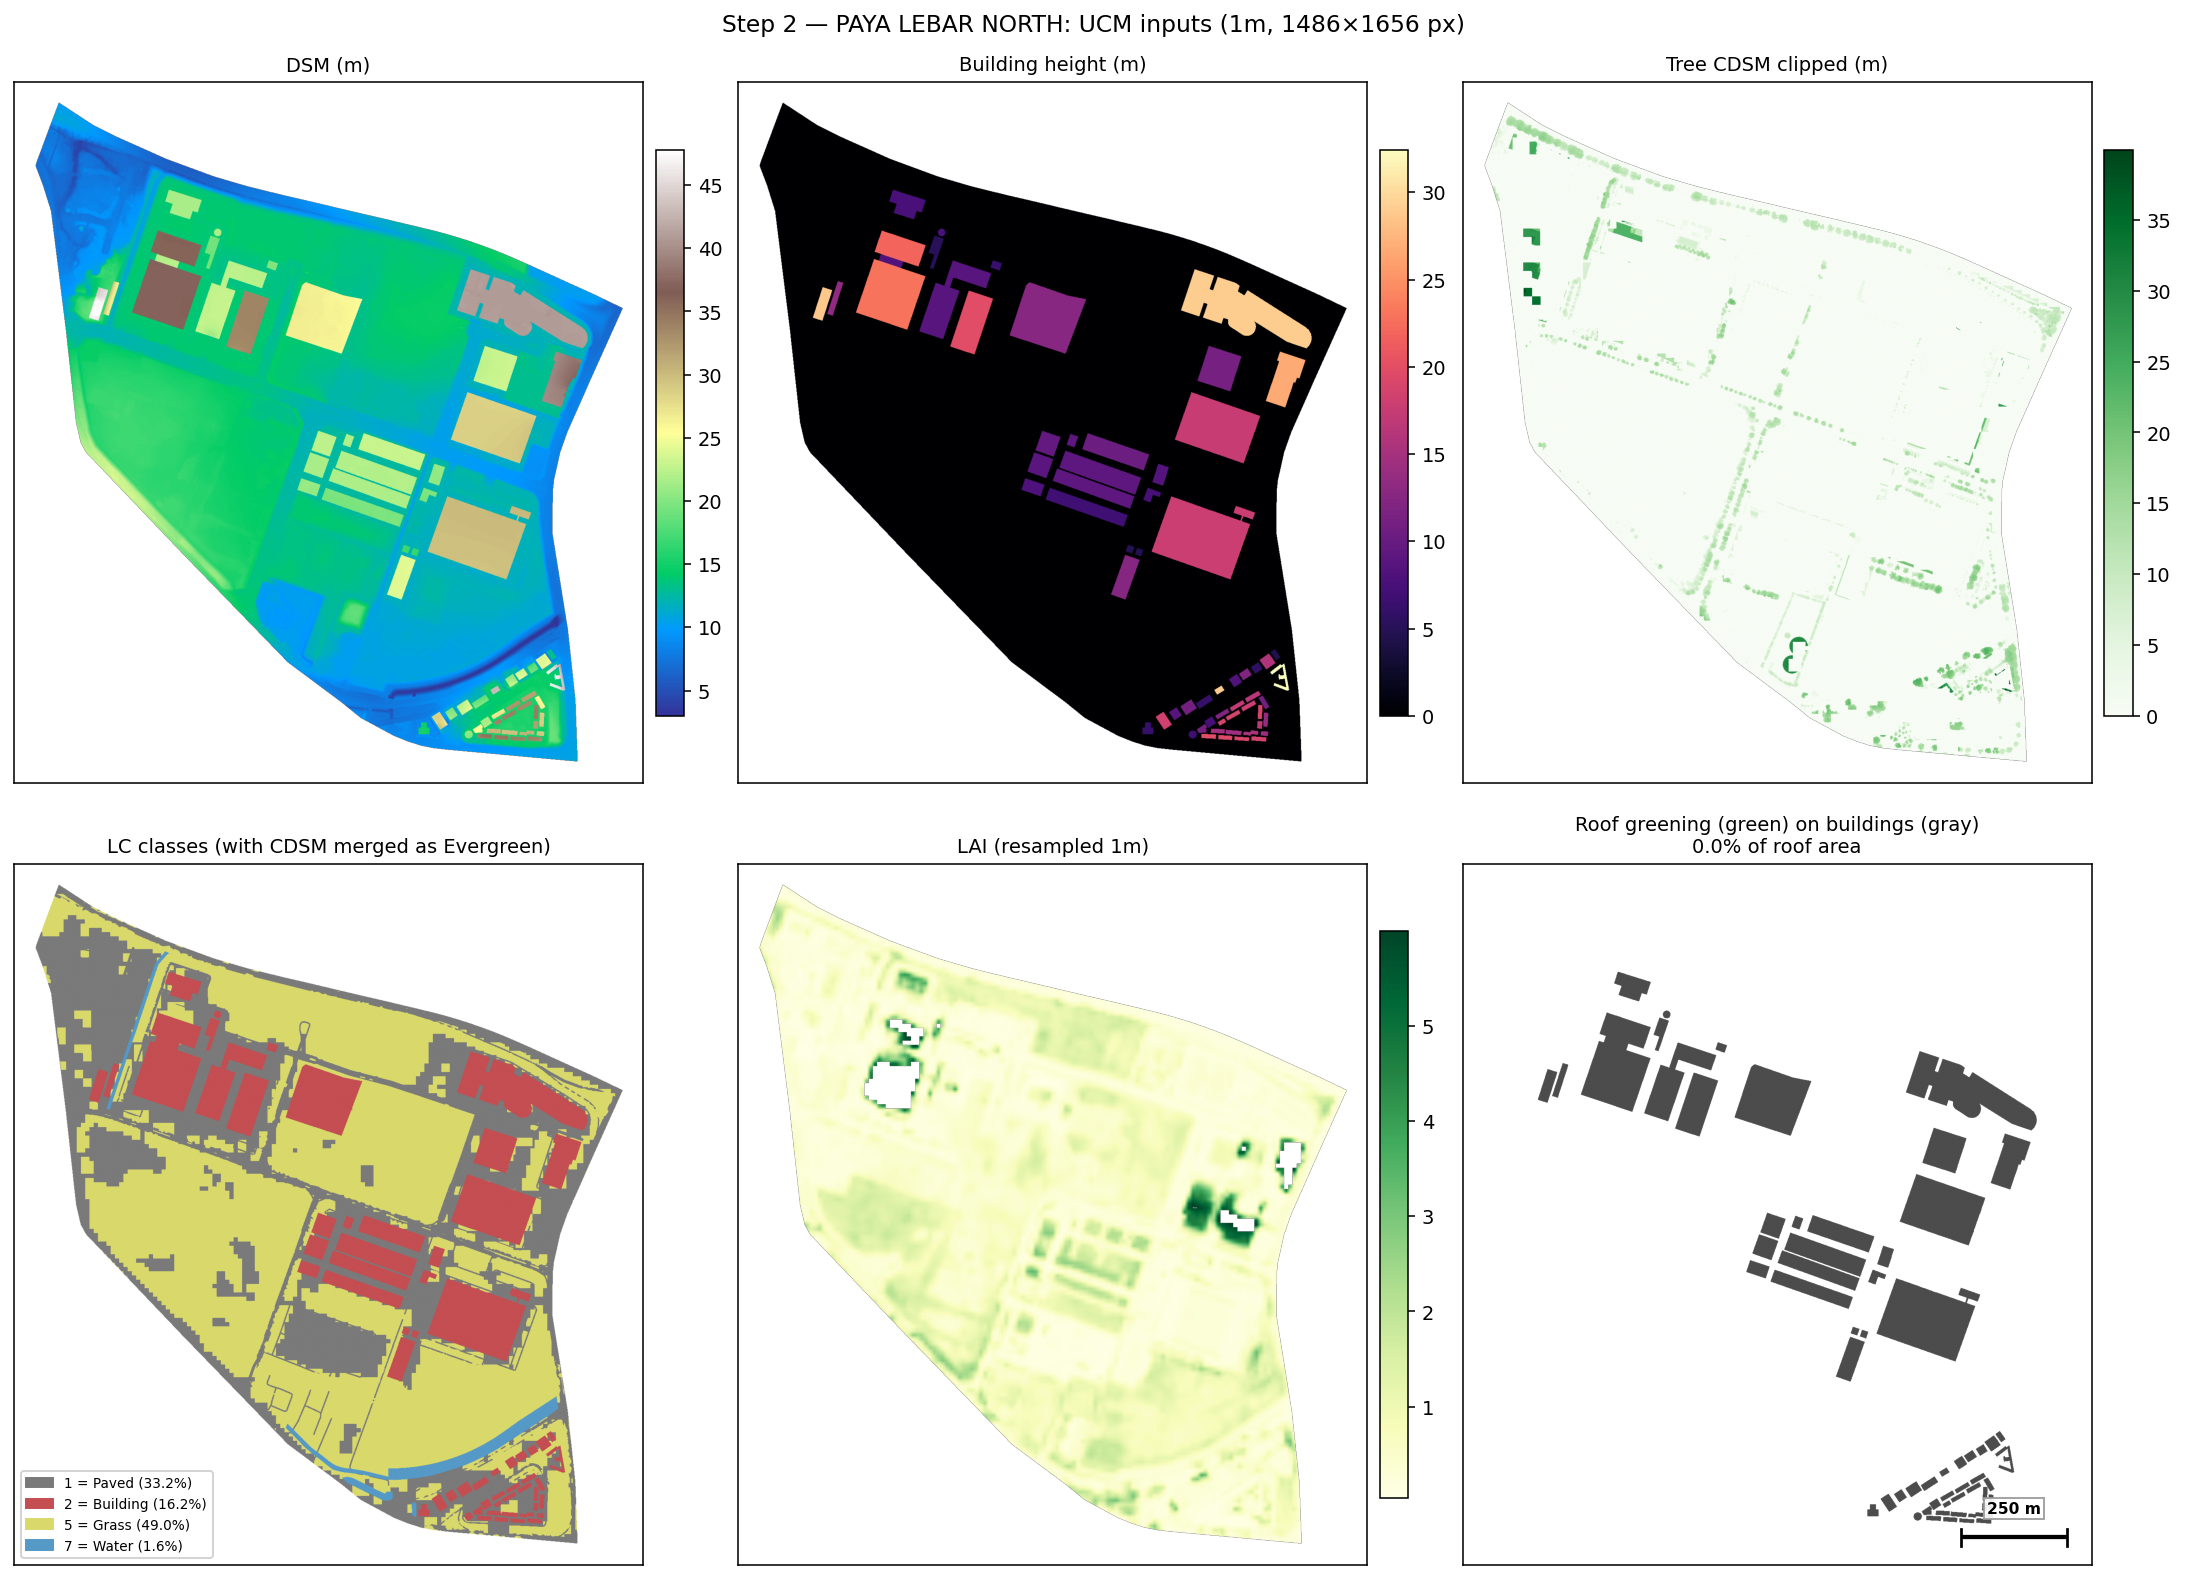 Step 2 — PAYA LEBAR NORTH: UCM inputs (1m, 1486×1656 px)
DSM (m)
45
40
35
30
25
20
15
10
5
Building height (m)
30
25
20
15
10
5
0
Tree CDSM clipped (m)
35
30
25
20
15
10
5
0
LC classes (with CDSM merged as Evergreen)
1 = Paved (33.2%)
2 = Building (16.2%)
5 = Grass (49.0%)
7 = Water (1.6%)
LAI (resampled 1m)
5
4
3
2
1
Roof greening (green) on buildings (gray)
0.0% of roof area
250 m